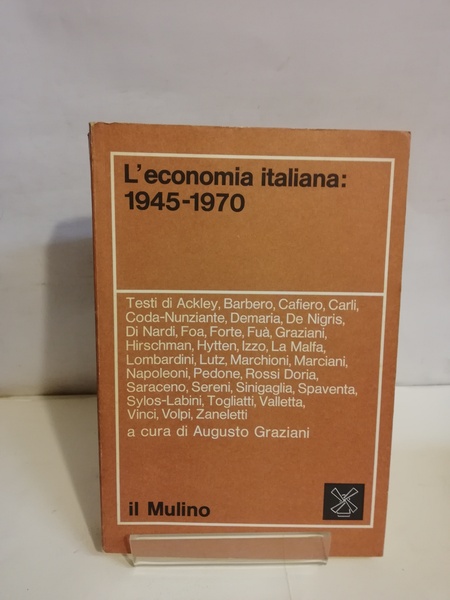 L'economia italiana:
1945-1970
Testi di Ackley, Barbero, Cafiero, Carli,
Coda-Nunziante, Demaria, De Nigris,
Di Nardi, Foa, Forte, Fuà, Graziani,
Hirschman, Hytten, Izzo, La Malfa,
Lombardini, Lutz, Marchioni, Marciani,
Napoleoni, Pedone, Rossi Doria,
Saraceno, Sereni, Sinigaglia, Spaventa,
Sylos-Labini, Togliatti, Valletta,
Vinci, Volpi, Zaneletti
a cura di Augusto Graziani
il Mulino